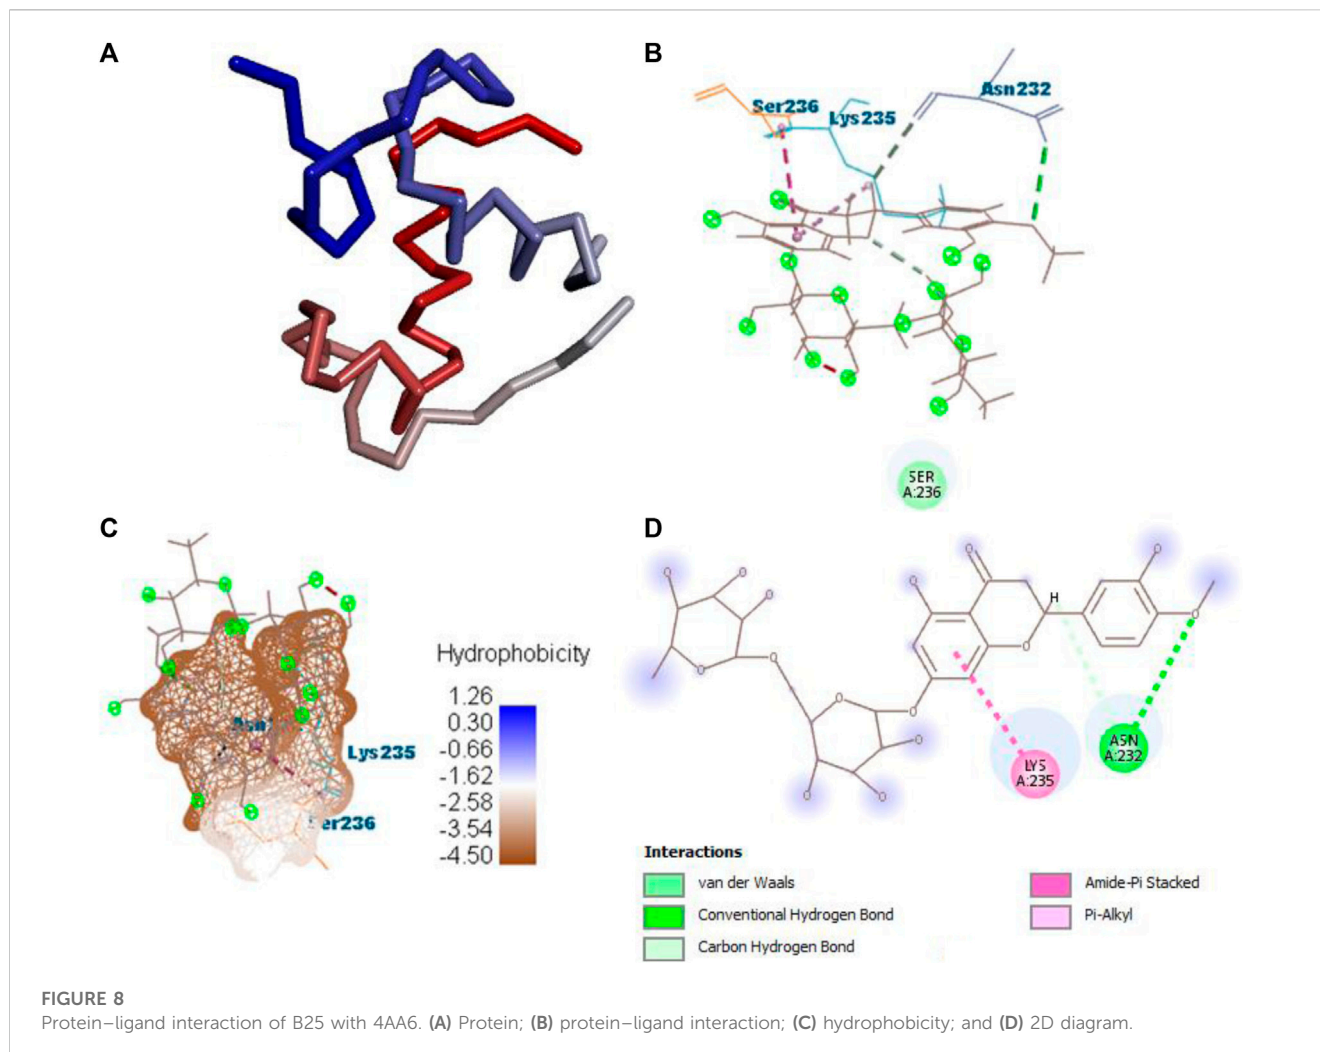 A
B
Ser236
Lys235
Asn232
SER
A:236
C
Hydrophobicity
1.26
0.30
-0.66
-1.62
-2.58
-3.54
-4.50
Lys235
D
O
H
LYS
A:235
ASN
A:232
Interactions
van der Waals
Conventional Hydrogen Bond
Carbon Hydrogen Bond
Amide-Pi Stacked
Pi-Alkyl
FIGURE 8
Protein–ligand interaction of B25 with 4AA6. (A) Protein; (B) protein–ligand interaction; (C) hydrophobicity; and (D) 2D diagram.